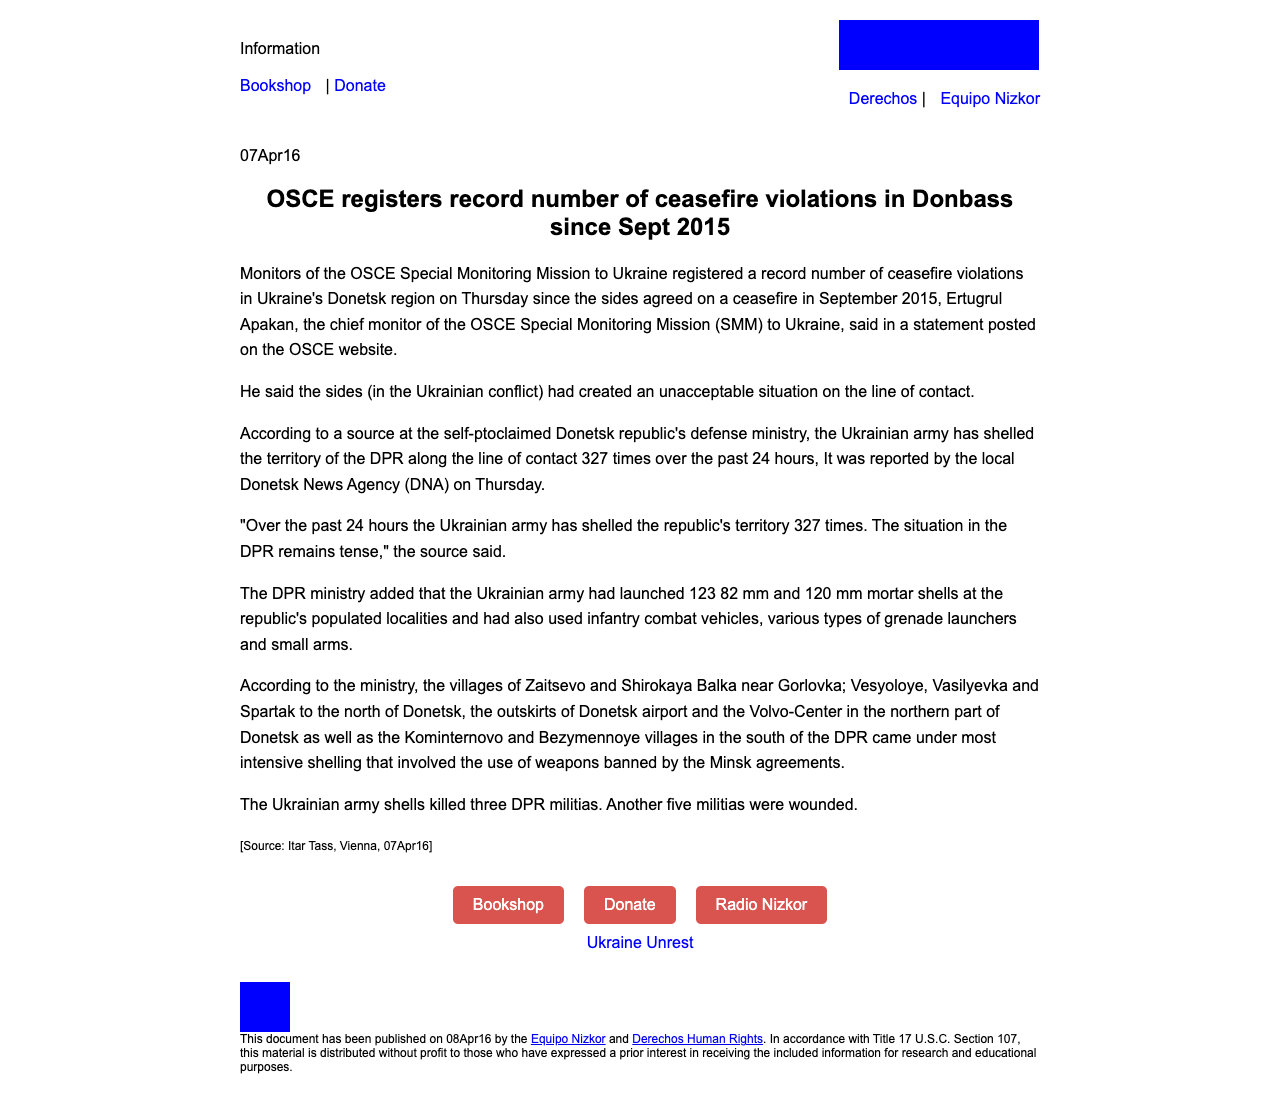 Information
Bookshop | Donate
Derechos | Equipo Nizkor
07Apr16
OSCE registers record number of ceasefire violations in Donbass
since Sept 2015
Monitors of the OSCE Special Monitoring Mission to Ukraine registered a record number of ceasefire violations
in Ukraine's Donetsk region on Thursday since the sides agreed on a ceasefire in September 2015, Ertugrul
Apakan, the chief monitor of the OSCE Special Monitoring Mission (SMM) to Ukraine, said in a statement posted
on the OSCE website.
He said the sides (in the Ukrainian conflict) had created an unacceptable situation on the line of contact.
According to a source at the self-ptoclaimed Donetsk republic's defense ministry, the Ukrainian army has shelled
the territory of the DPR along the line of contact 327 times over the past 24 hours, It was reported by the local
Donetsk News Agency (DNA) on Thursday.
"Over the past 24 hours the Ukrainian army has shelled the republic's territory 327 times. The situation in the
DPR remains tense," the source said.
The DPR ministry added that the Ukrainian army had launched 123 82 mm and 120 mm mortar shells at the
republic's populated localities and had also used infantry combat vehicles, various types of grenade launchers
and small arms.
According to the ministry, the villages of Zaitsevo and Shirokaya Balka near Gorlovka; Vesyoloye, Vasilyevka and
Spartak to the north of Donetsk, the outskirts of Donetsk airport and the Volvo-Center in the northern part of
Donetsk as well as the Kominternovo and Bezymennoye villages in the south of the DPR came under most
intensive shelling that involved the use of weapons banned by the Minsk agreements.
The Ukrainian army shells killed three DPR militias. Another five militias were wounded.
[Source: Itar Tass, Vienna, 07Apr16]
Bookshop Donate Radio Nizkor
Ukraine Unrest
This document has been published on 08Apr16 by the Equipo Nizkor and Derechos Human Rights. In accordance with Title 17 U.S.C. Section 107,
this material is distributed without profit to those who have expressed a prior interest in receiving the included information for research and educational
purposes.